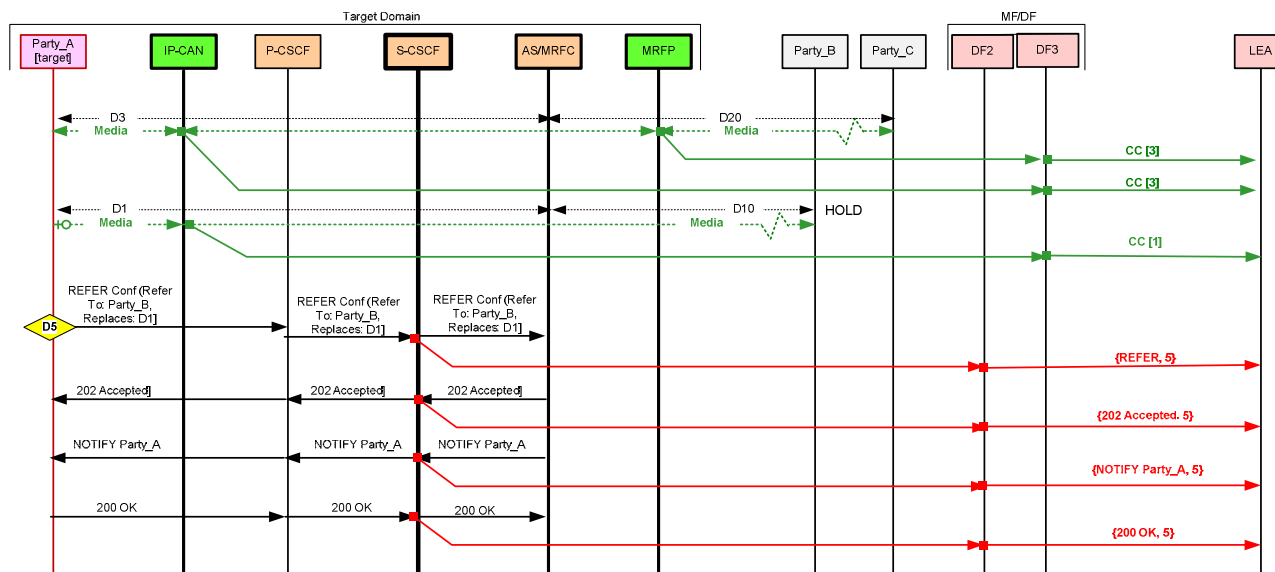 Target Domain
MF/DF
Party_A
[target]
IP-CAN
P-CSCF
S-CSCF
AS/MRFC
MRFP
Party_B
Party_C
DF2
DF3
LEA
D3
D20
Media
Media
CC [3]
CC [3]
D1
D10
HOLD
Media
Media
CC [1]
REFER Conf (Refer
To: Party_B,
Replaces: D1]
REFER Conf (Refer
To: Party_B,
Replaces: D1]
REFER Conf (Refer
To: Party_B,
Replaces: D1]
D5
{REFER, 5}
202 Accepted]
202 Accepted]
202 Accepted]
{202 Accepted. 5}
NOTIFY Party_A
NOTIFY Party_A
NOTIFY Party_A
{NOTIFY Party_A, 5}
200 OK
200 OK
200 OK
{200 OK, 5}